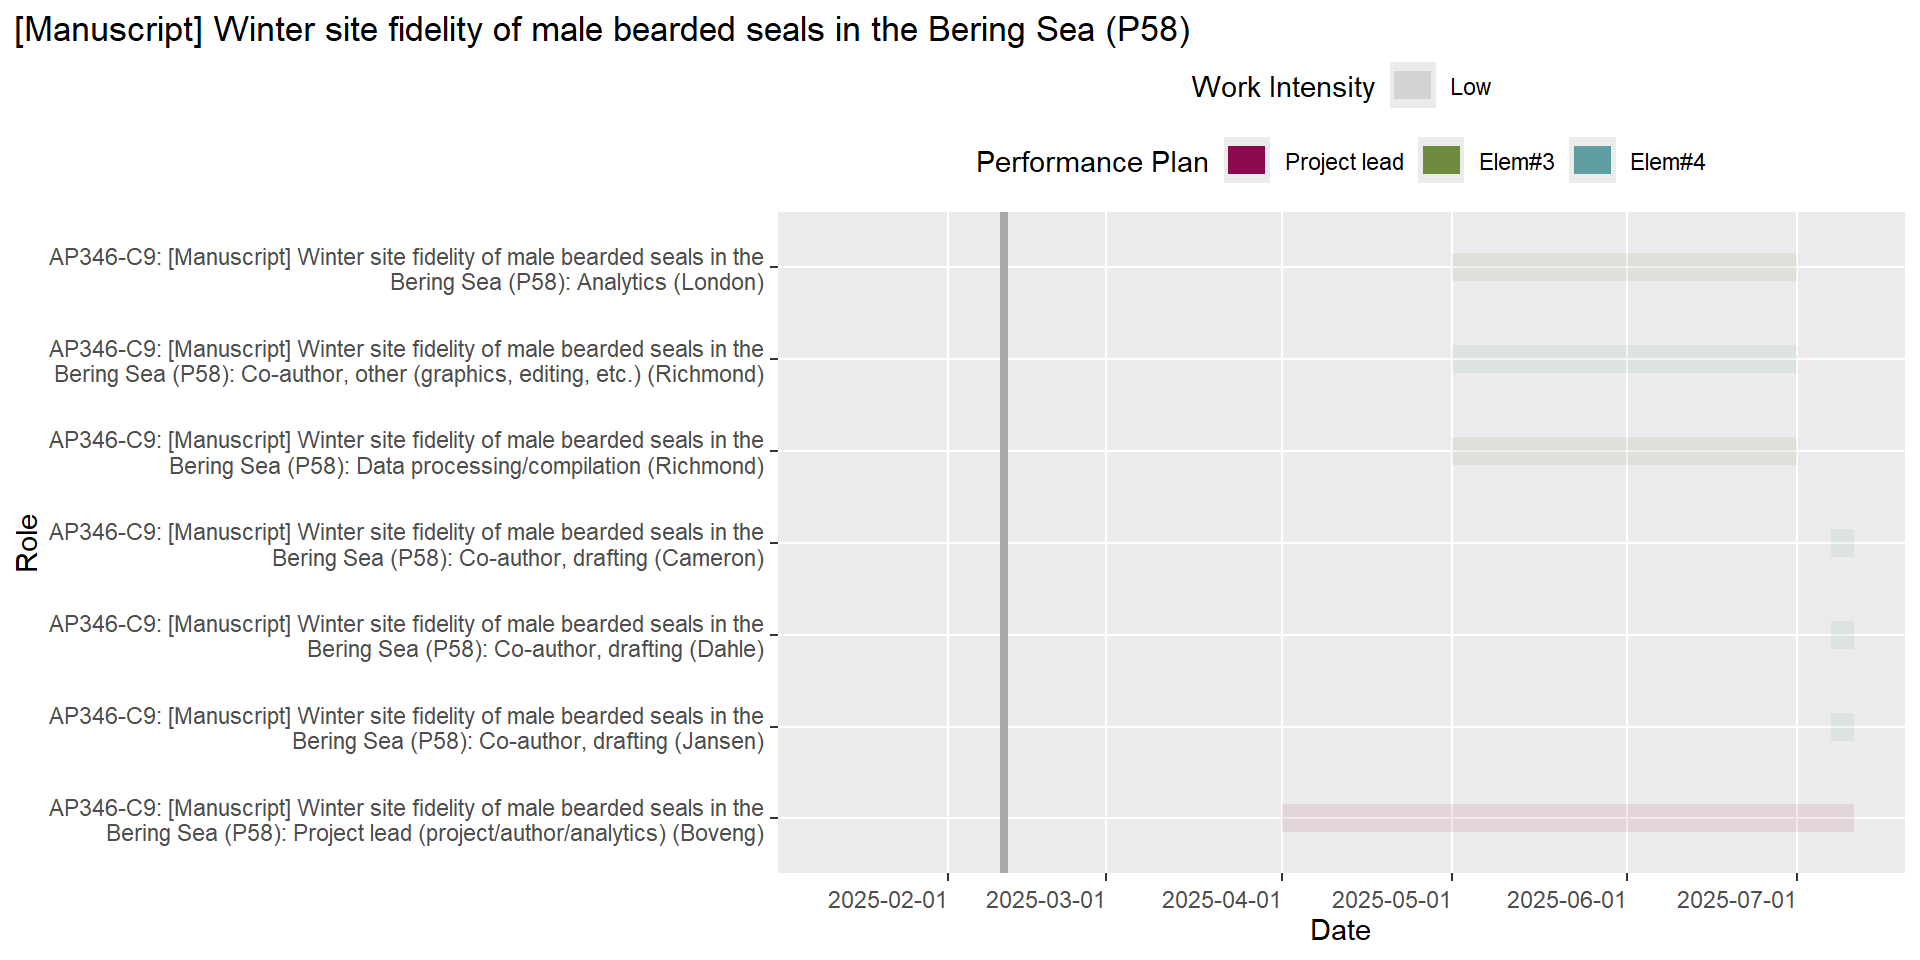 [Manuscript] Winter site fidelity of male bearded seals in the Bering Sea (P58)
Work Intensity Low
Performance Plan Project lead Elem#3 Elem#4
AP346-C9: [Manuscript] Winter site fidelity of male bearded seals in the
Bering Sea (P58): Analytics (London)
AP346-C9: [Manuscript] Winter site fidelity of male bearded seals in the
Bering Sea (P58): Co-author, other (graphics, editing, etc.) (Richmond)
AP346-C9: [Manuscript] Winter site fidelity of male bearded seals in the
Bering Sea (P58): Data processing/compilation (Richmond)
Role
AP346-C9: [Manuscript] Winter site fidelity of male bearded seals in the
Bering Sea (P58): Co-author, drafting (Cameron)
AP346-C9: [Manuscript] Winter site fidelity of male bearded seals in the
Bering Sea (P58): Co-author, drafting (Dahle)
AP346-C9: [Manuscript] Winter site fidelity of male bearded seals in the
Bering Sea (P58): Co-author, drafting (Jansen)
AP346-C9: [Manuscript] Winter site fidelity of male bearded seals in the
Bering Sea (P58): Project lead (project/author/analytics) (Boveng)
2025-02-01 2025-03-01 2025-04-01 2025-05-01 2025-06-01 2025-07-01
Date